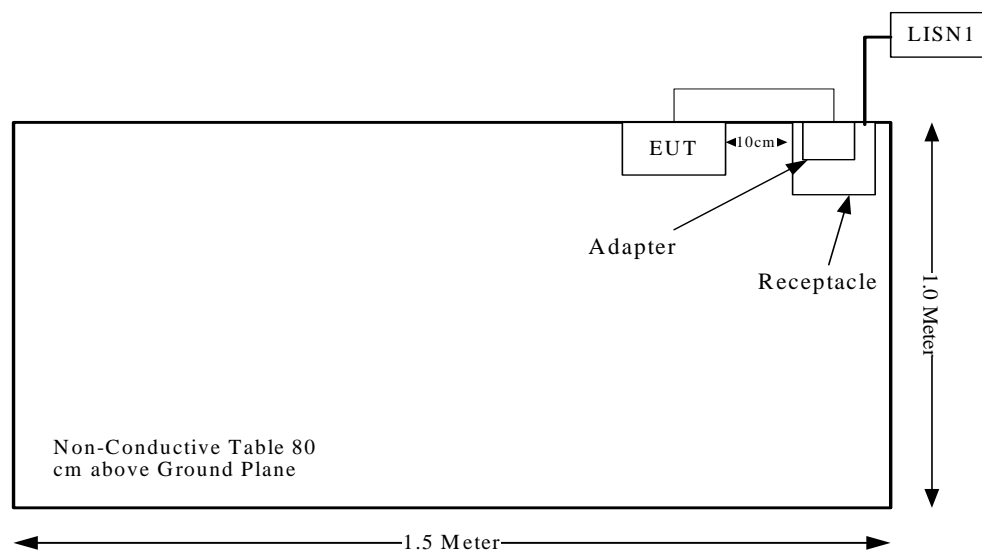 LISN1
EUT
10cm
Adapter
Receptacle
1.0 Meter
Non-Conductive Table 80
cm above Ground Plane
1.5 Meter